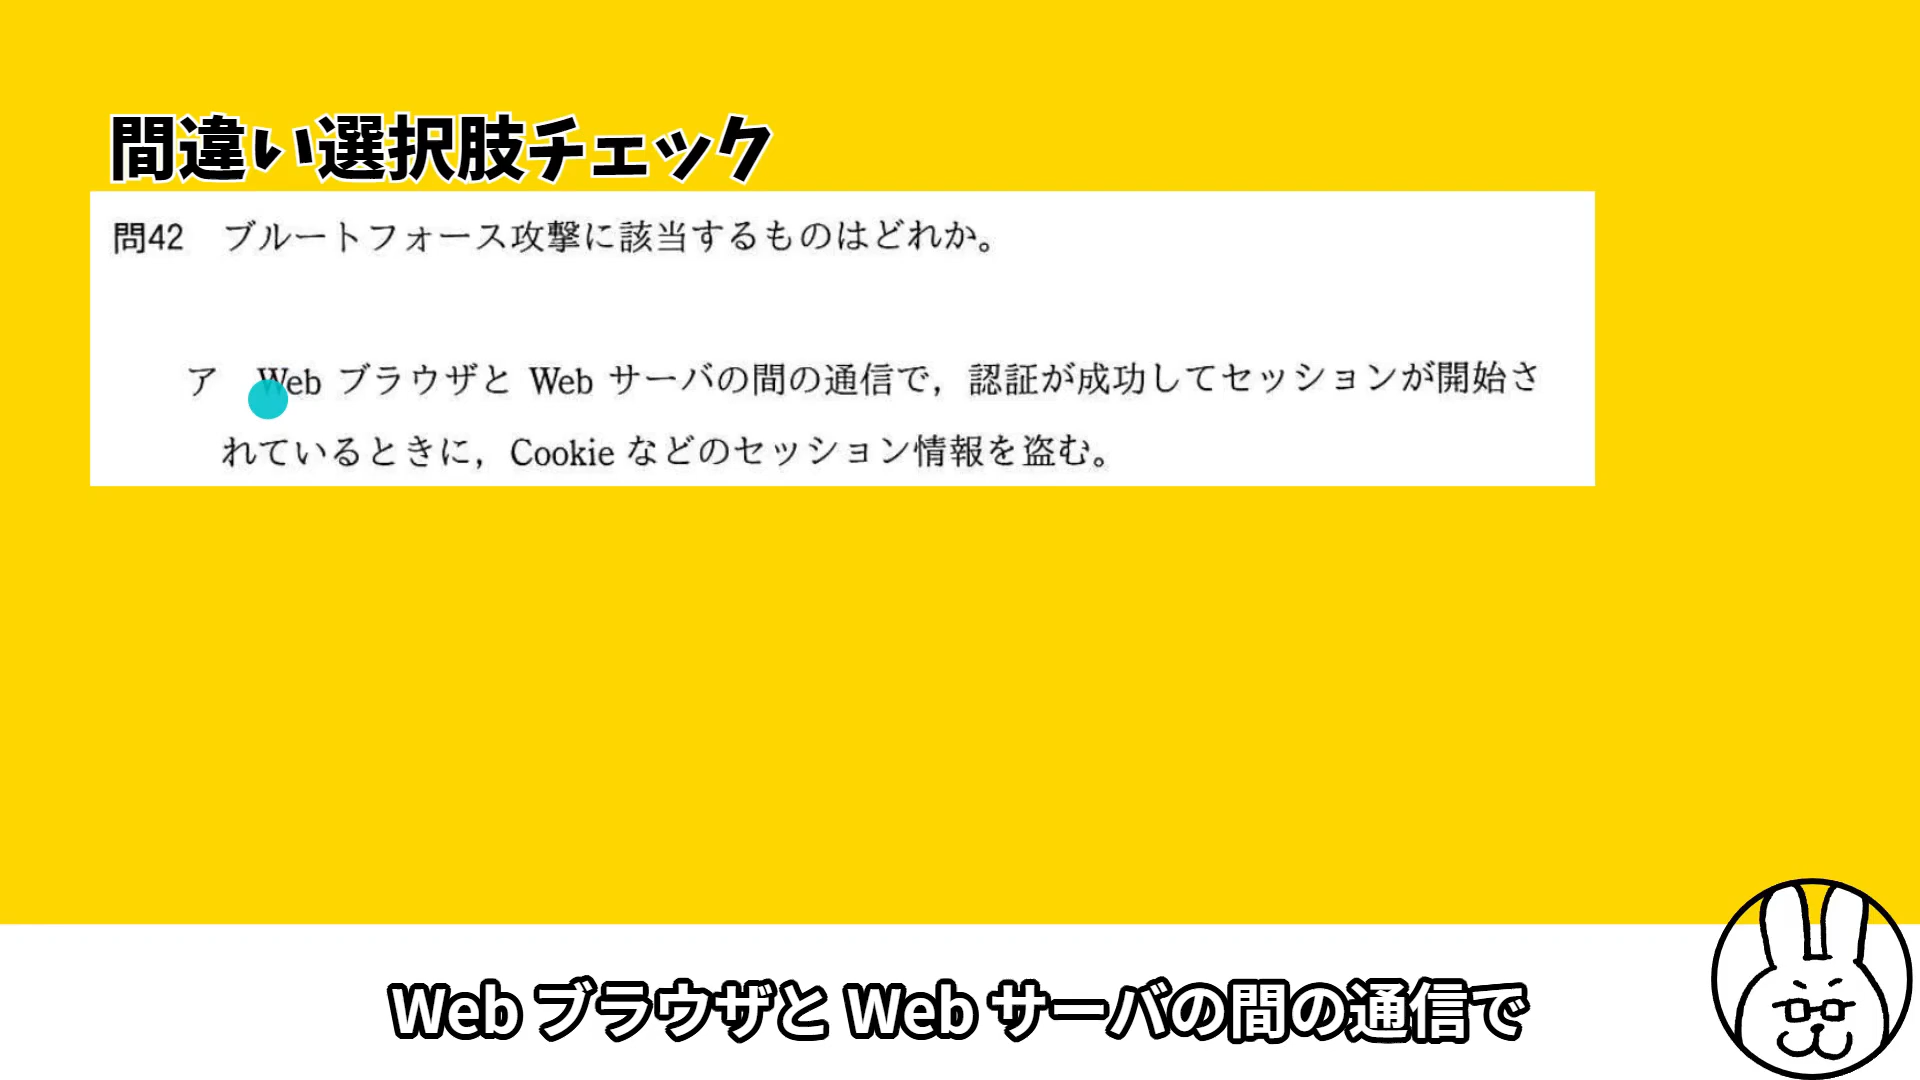 間違い選択肢チェック
問42 ブルートフォース攻撃に該当するものはどれか。
ア Web ブラウザと Web サーバの間の通信で，認証が成功してセッションが開始さ
れているときに，Cookie などのセッション情報を盗む。
Web ブラウザと Web サーバの間の通信で